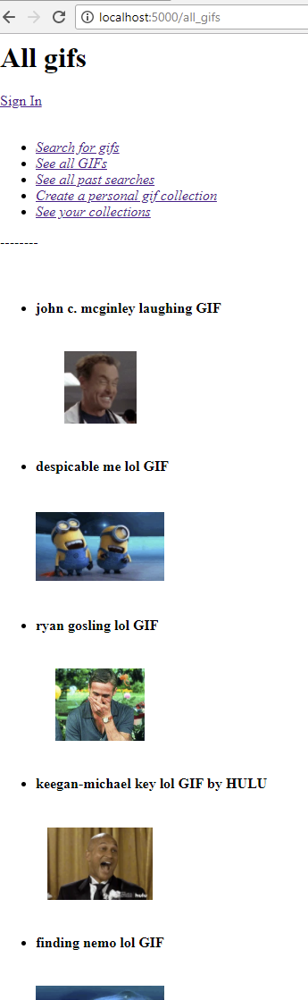 localhost:5000/all_gifs
All gifs
Sign In
Search for gifs
See all GIFs
See all past searches
Create a personal gif collection
See your collections
--------
john c. mcginley laughing GIF
despicable me lol GIF
ryan gosling lol GIF
keegan-michael key lol GIF by HULU
hulu
finding nemo lol GIF